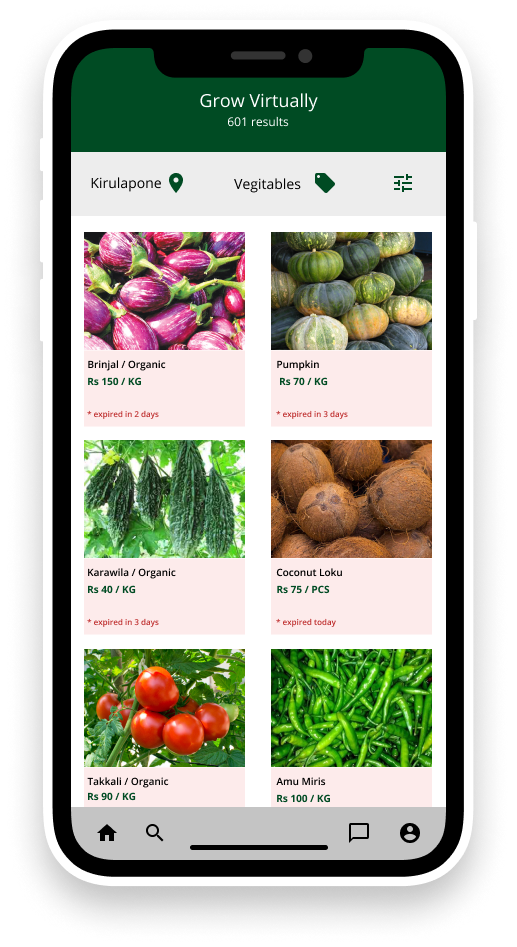 Grow Virtually
601 results
Kirulapone
Vegitables
Brinjal / Organic
Rs 150 / KG
* expired in 2 days
Pumpkin
Rs 70 / KG
* expired in 3 days
Karawila / Organic
Rs 40 / KG
* expired in 3 days
Coconut Loku
Rs 75 / PCS
* expired today
Takkali / Organic
Rs 90 / KG
Amu Miris
Rs 100 / KG